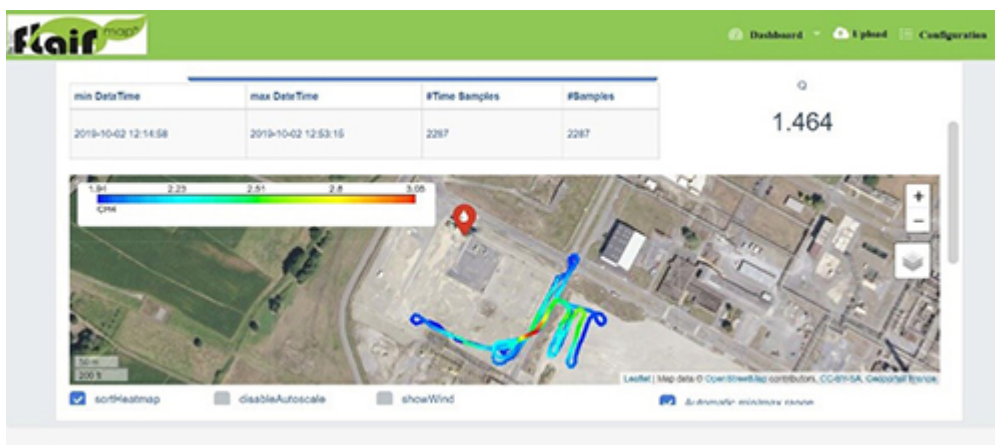 Flair map
Dashboard Upload Configuration
min DateTime max DateTime #Time Samples #Samples
2019-10-02 12:14:58 2019-10-02 12:53:15 2287 2287
Q
1.464
1.94 2.23 2.51 2.8 3.08
CH4
+
−
50 m
200 ft
Leaflet | Map data © OpenStreetMap contributors, CC-BY-SA, Geoportail France
sortHeatmap disableAutoscale showWind Automatic min/max range